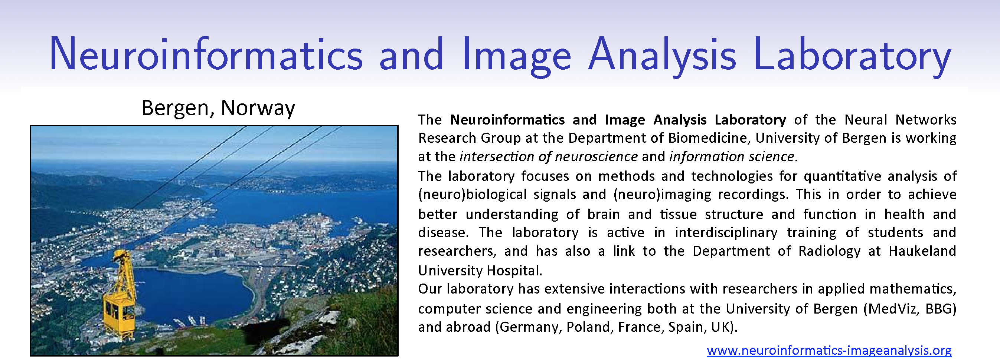 Neuroinformatics and Image Analysis Laboratory
Bergen, Norway
The Neuroinformatics and Image Analysis Laboratory of the Neural Networks
Research Group at the Department of Biomedicine, University of Bergen is working
at the intersection of neuroscience and information science.
The laboratory focuses on methods and technologies for quantitative analysis of
(neuro)biological signals and (neuro)imaging recordings. This in order to achieve
better understanding of brain and tissue structure and function in health and
disease. The laboratory is active in interdisciplinary training of students and
researchers, and has also a link to the Department of Radiology at Haukeland
University Hospital.
Our laboratory has extensive interactions with researchers in applied mathematics,
computer science and engineering both at the University of Bergen (MedViz, BBG)
and abroad (Germany, Poland, France, Spain, UK).
www.neuroinformatics-imageanalysis.org